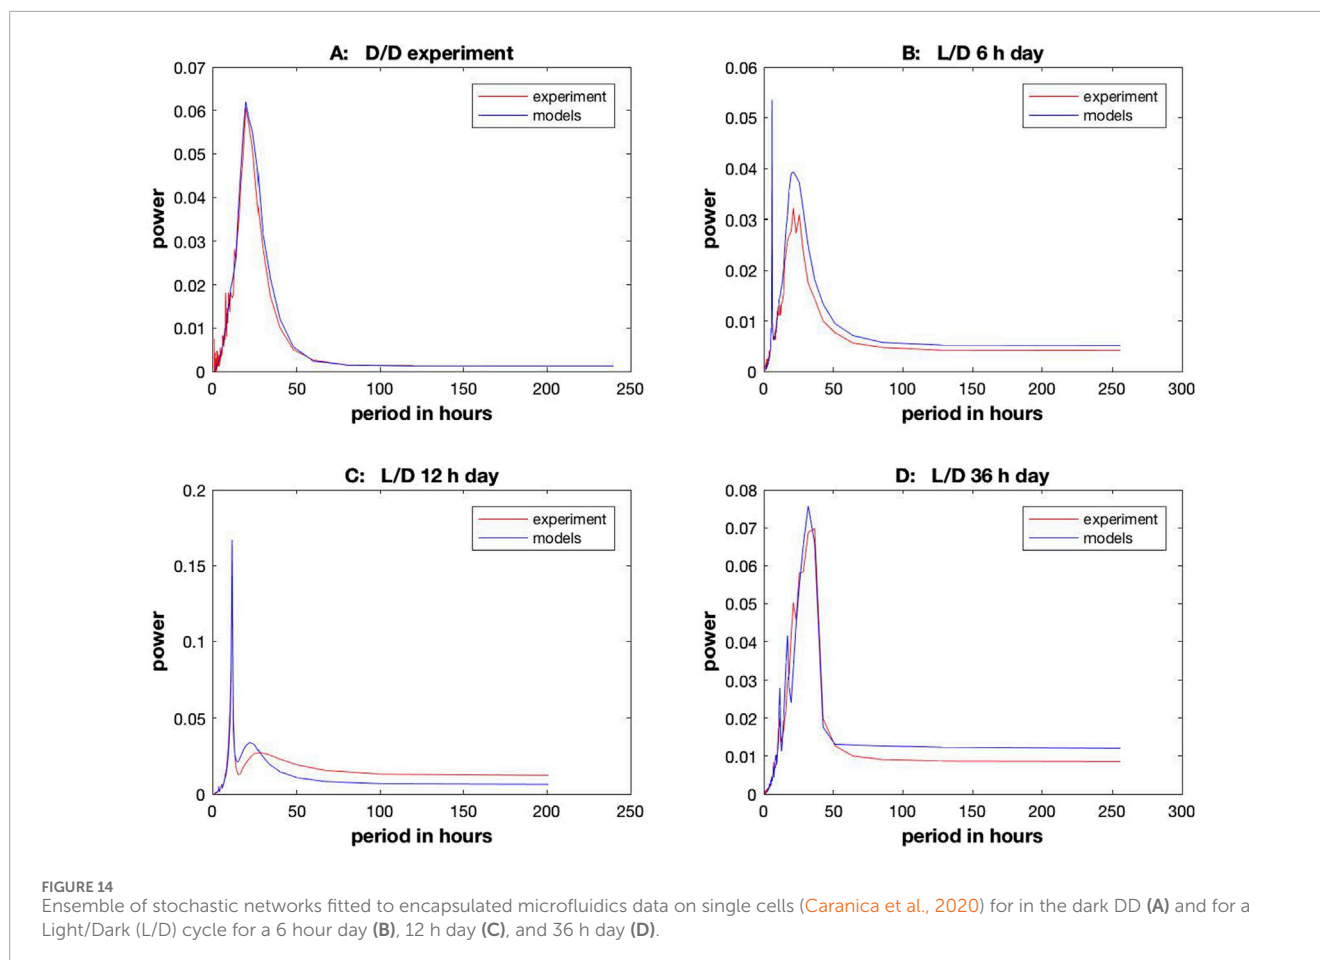 A: D/D experiment
0.07
0.06
0.05
0.04
0.03
0.02
0.01
0
power
experiment
models
0 50 100 150 200 250
period in hours
B: L/D 6 h day
0.06
0.05
0.04
0.03
0.02
0.01
0
power
experiment
models
0 50 100 150 200 250 300
period in hours
C: L/D 12 h day
0.2
0.15
0.1
0.05
0
power
experiment
models
0 50 100 150 200 250
period in hours
D: L/D 36 h day
0.08
0.07
0.06
0.05
0.04
0.03
0.02
0.01
0
power
experiment
models
0 50 100 150 200 250 300
period in hours
FIGURE 14
Ensemble of stochastic networks fitted to encapsulated microfluidics data on single cells (Caranica et al., 2020) for in the dark DD (A) and for a
Light/Dark (L/D) cycle for a 6 hour day (B), 12 h day (C), and 36 h day (D).